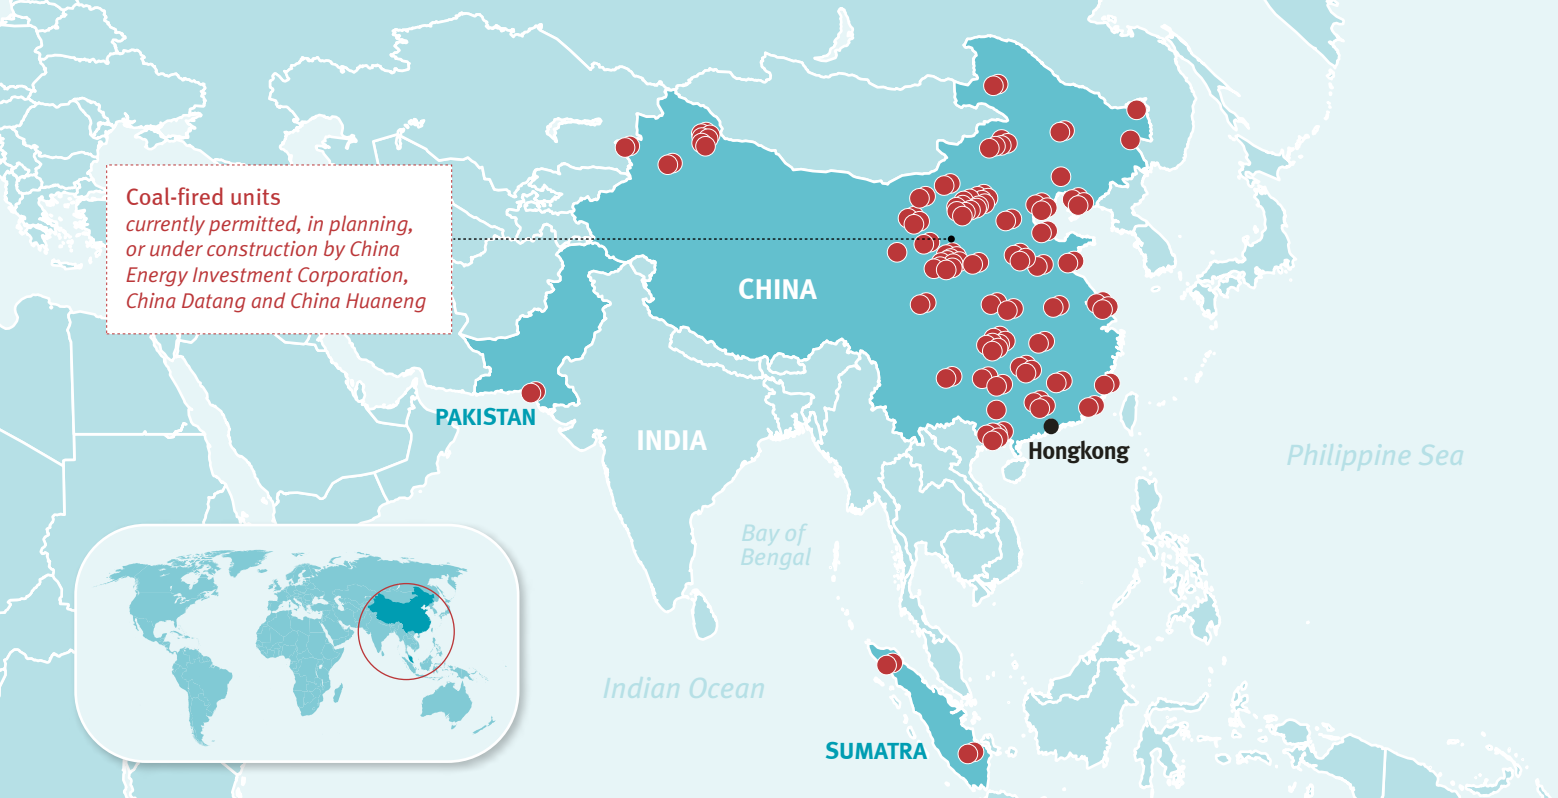 Coal-fired units
currently permitted, in planning,
or under construction by China
Energy Investment Corporation,
China Datang and China Huaneng
CHINA
PAKISTAN
INDIA
Hongkong
Philippine Sea
Bay of
Bengal
Indian Ocean
SUMATRA